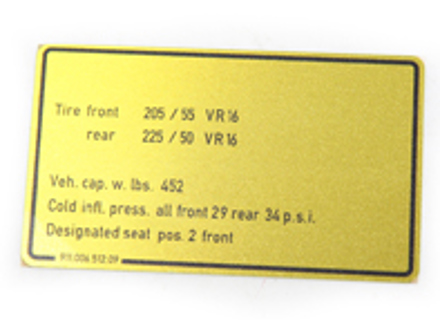 Tire front 205 / 55 VR 16
rear 225 / 50 VR 16
Veh. cap. w. lbs. 452
Cold infl. press. all front 29 rear 34 p.s.i.
Designated seat pos. 2 front
911.006.512.09